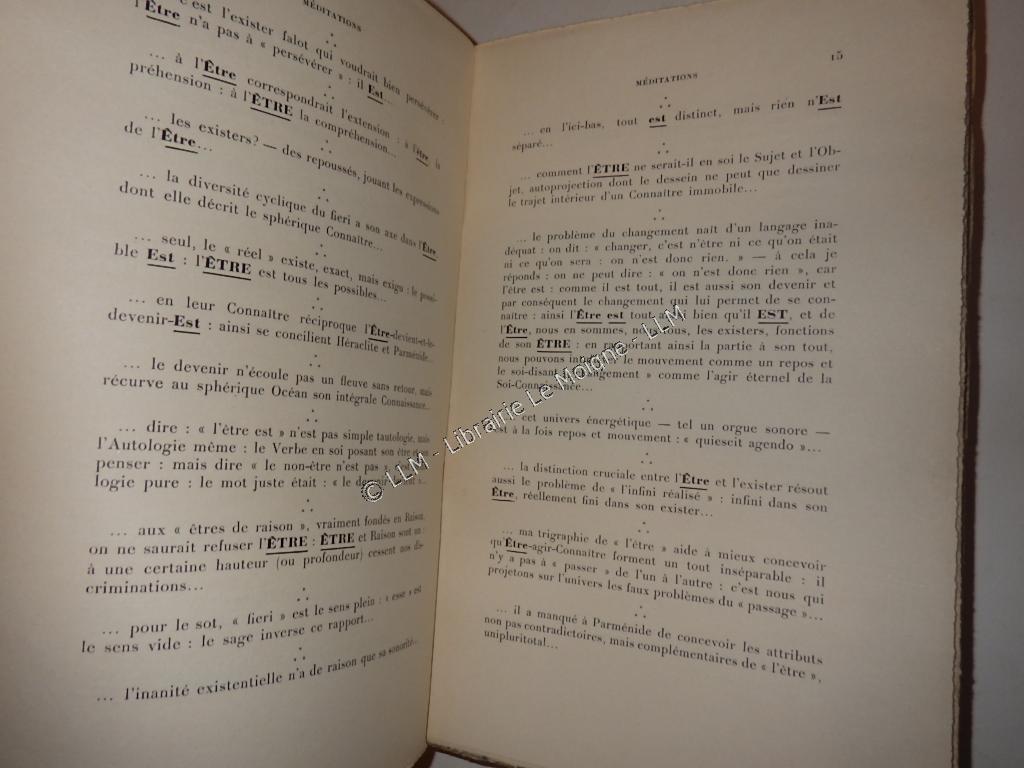 MÉDITATIONS
est l'exister falot qui voudrait bien persévérer :
l'Être n'a pas à « persévérer » : il Est...
... à l'Être correspondrait l'extension : à l'être la
préhension : à l'ÊTRE la compréhension...
... les existers? — des repoussés, jouant les expressions
de l'Être...
... la diversité cyclique du fieri a son axe dans l'Être
dont elle décrit le sphérique Connaître...
... seul, le « réel » existe, exact, mais exigu : le possi-
ble Est : l'ÊTRE est tous les possibles...
... en leur Connaître réciproque l'Être-devient-et-le-
devenir-Est : ainsi se concilient Héraclite et Parménide...
... le devenir n'écoule pas un fleuve sans retour, mais
récurve au sphérique Océan son intégrale Connaissance...
... dire : « l'être est » n'est pas simple tautologie, mais
l'Autologie même : le Verbe en soi posant son être et son
penser : mais dire « le non-être n'est pas »,
logie pure : le mot juste était : « le
... aux « êtres de raison », vraiment fondés en Raison,
on ne saurait refuser l'ÊTRE : ÊTRE et Raison sont un :
à une certaine hauteur (ou profondeur) cessent nos dis-
criminations...
... pour le sot, « fieri » est le sens plein : « esse » est
le sens vide : le sage inverse ce rapport...
... l'inanité existentielle n'a de raison que sa sonorité...
15
MÉDITATIONS
... en l'ici-bas, tout est distinct, mais rien n'Est
séparé...
... comment l'ÊTRE ne serait-il en soi le Sujet et l'Ob-
jet, autoprojection dont le dessein ne peut que dessiner
le trajet intérieur d'un Connaître immobile...
... le problème du changement naît d'un langage ina-
déquat : on dit : « changer, c'est n'être ni ce qu'on était
ni ce qu'on sera : on n'est donc rien. » — à cela je
réponds : on ne peut dire : « on n'est donc rien », car
l'être est : comme il est tout, il est aussi son devenir et
par conséquent le changement qui lui permet de se con-
naître : ainsi l'Être est tout aussi bien qu'il EST, et de
l'Être, nous en sommes, nous tous, les existers, fonctions
de son ÊTRE : en rapportant ainsi la partie à son tout,
nous pouvons interpréter le mouvement comme un repos et
le soi-disant « changement » comme l'agir éternel de la
Soi-Connaissance...
cet univers énergétique — tel un orgue sonore —
est à la fois repos et mouvement : « quiescit agendo »...
... la distinction cruciale entre l'Être et l'exister résout
aussi le problème de « l'infini réalisé » : infini dans son
Être, réellement fini dans son exister...
... ma trigraphie de « l'être » aide à mieux concevoir
qu'Être-agir-Connaître forment un tout inséparable : il
n'y a pas à « passer » de l'un à l'autre : c'est nous qui
projetons sur l'univers les faux problèmes du « passage »...
... il a manqué à Parménide de concevoir les attributs
non pas contradictoires, mais complémentaires de « l'être »,
unipluritotal...
© LLM - Librairie Le Moigne - LLM